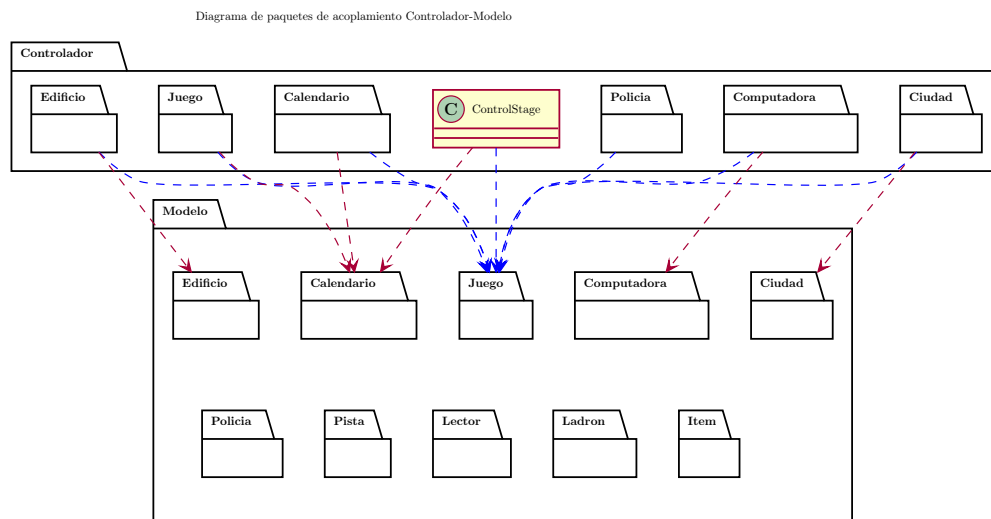 Diagrama de paquetes de acoplamiento Controlador-Modelo
Controlador
Edificio
Juego
Calendario
C
ControlStage
Policia
Computadora
Ciudad
Modelo
Edificio
Calendario
Juego
Computadora
Ciudad
Policia
Pista
Lector
Ladron
Item